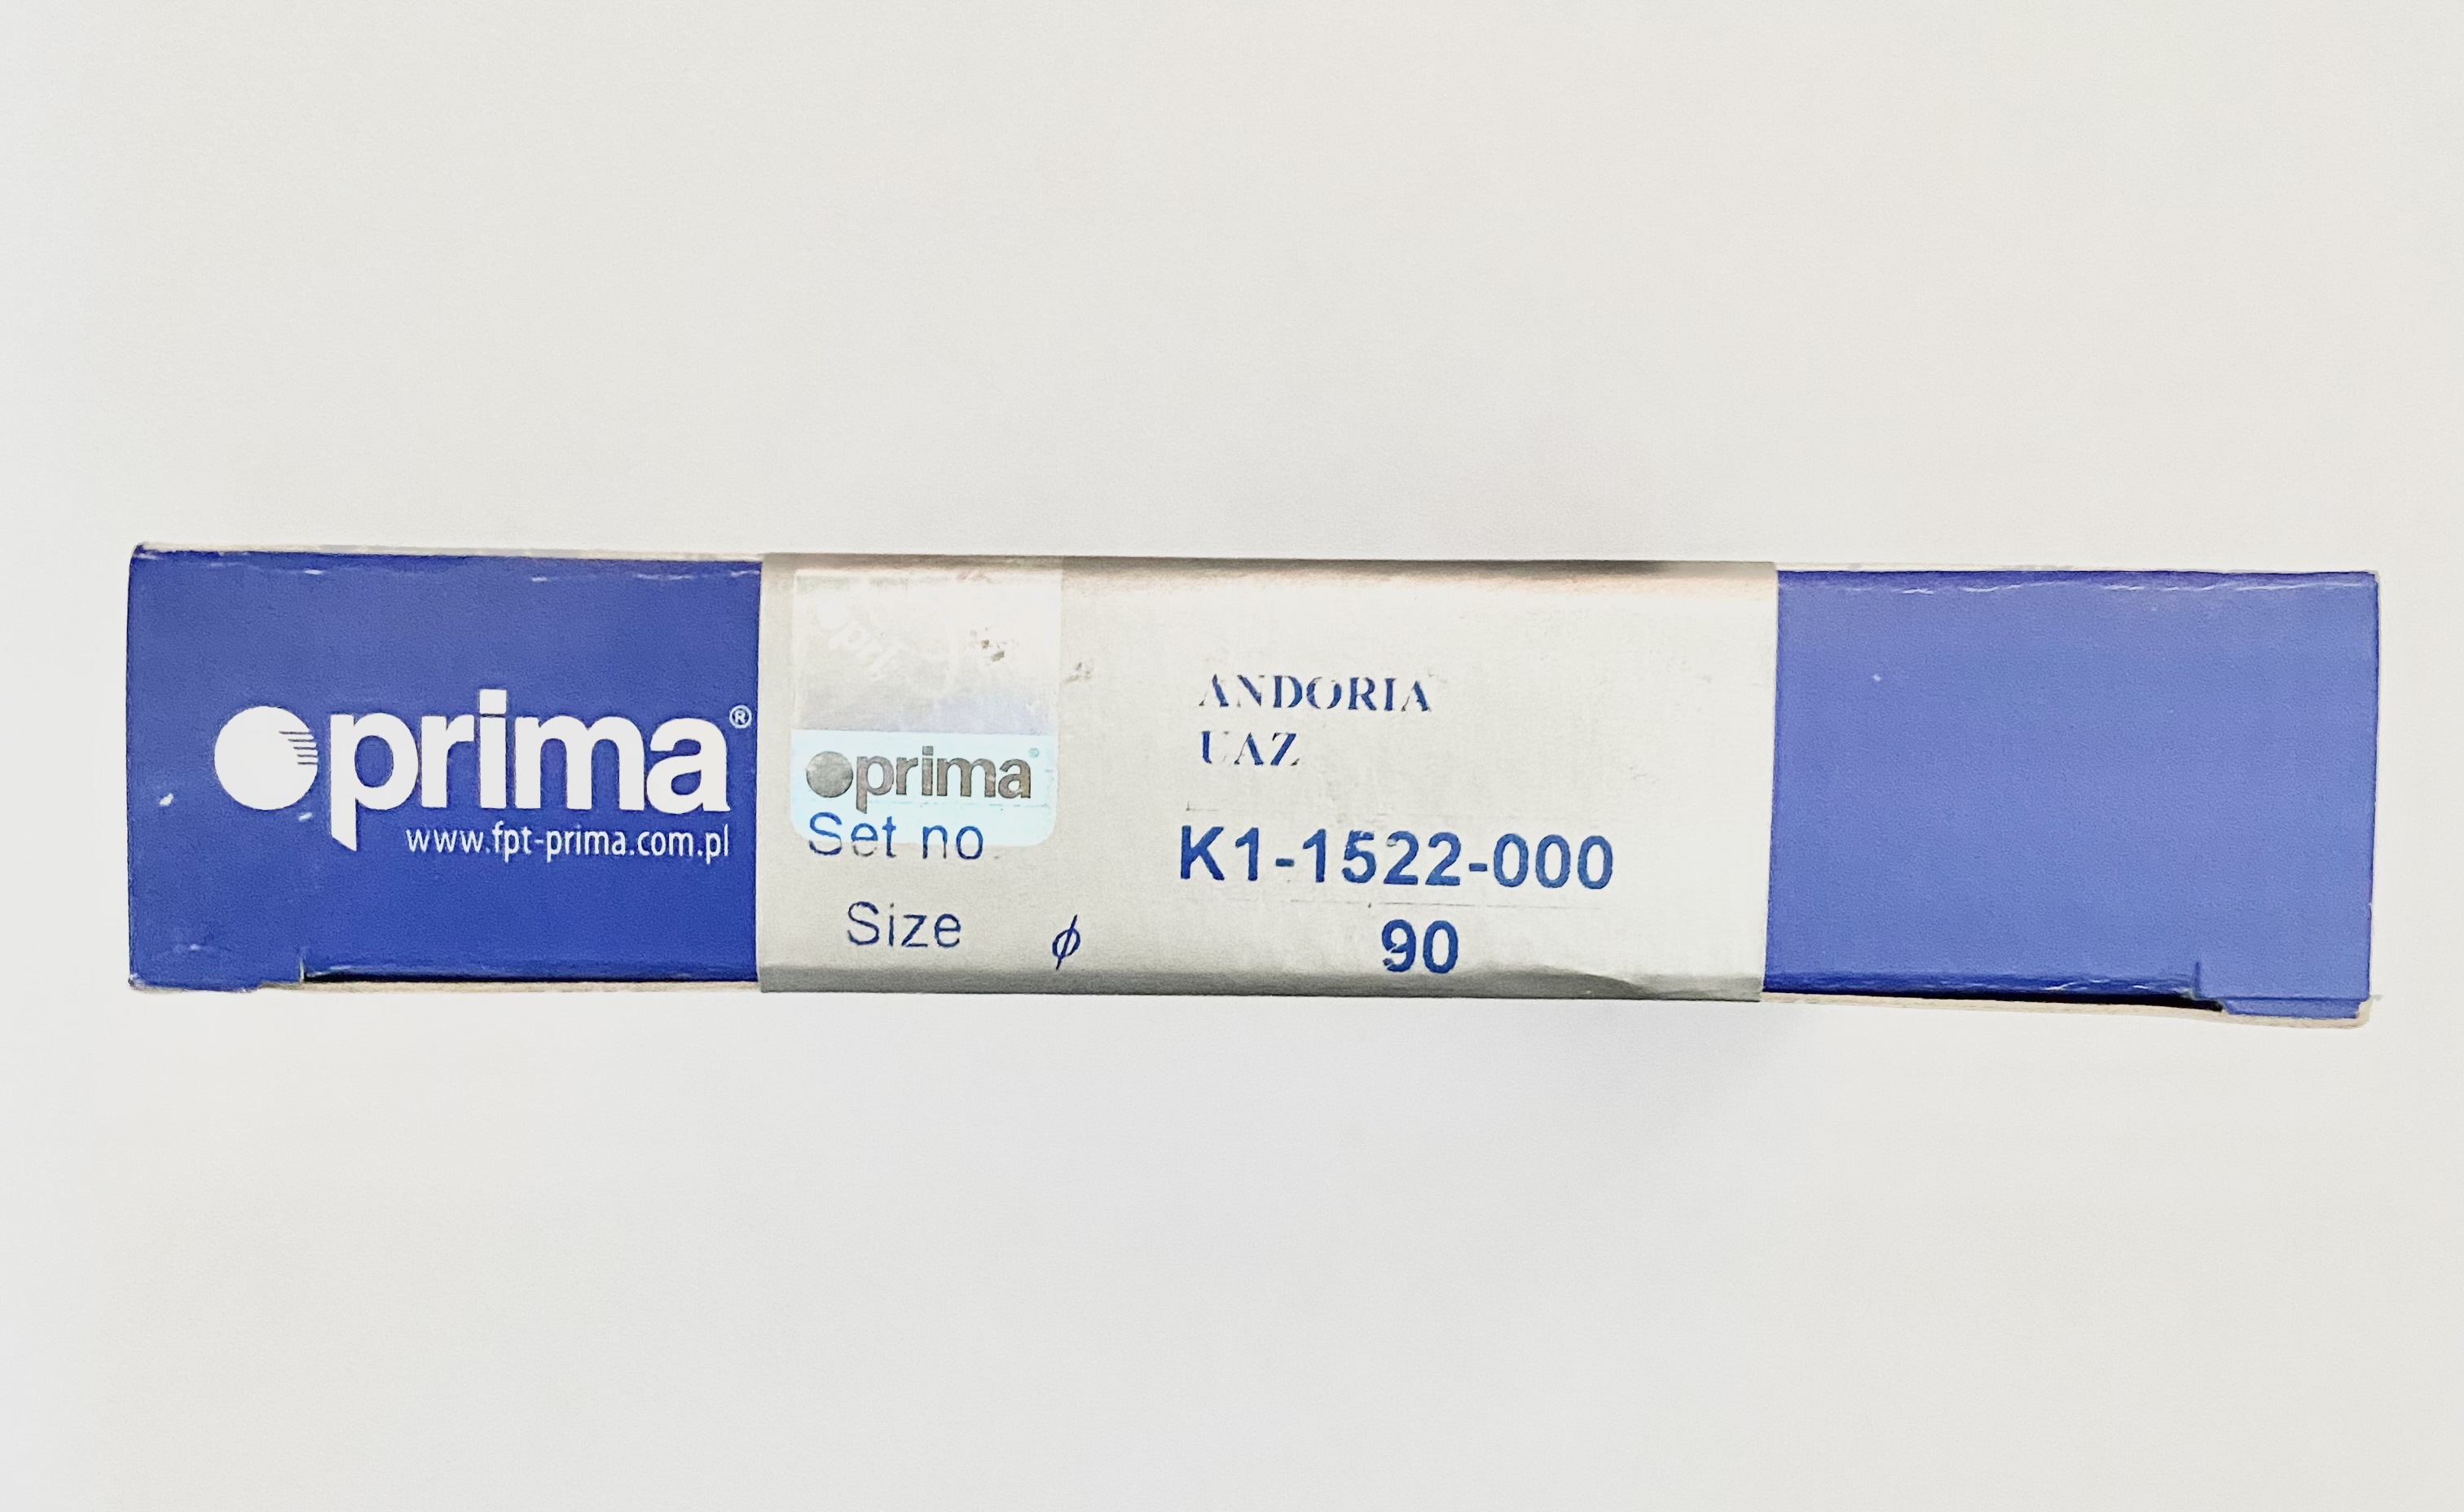 prima®
www.fpt-prima.com.pl
prima®
ANDORIA
UAZ
Set no K1-1522-000
Size ϕ 90